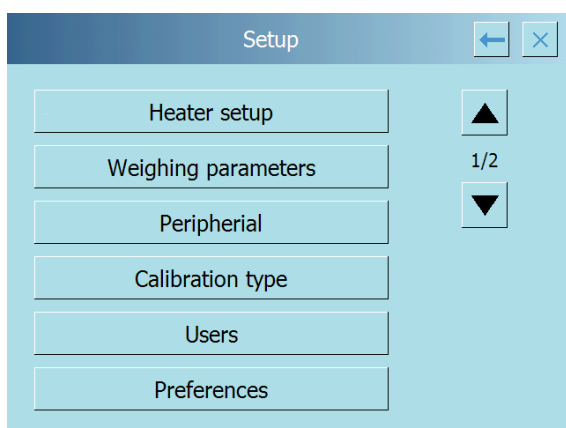 Setup
Heater setup
Weighing parameters
1/2
Peripherial
Calibration type
Users
Preferences